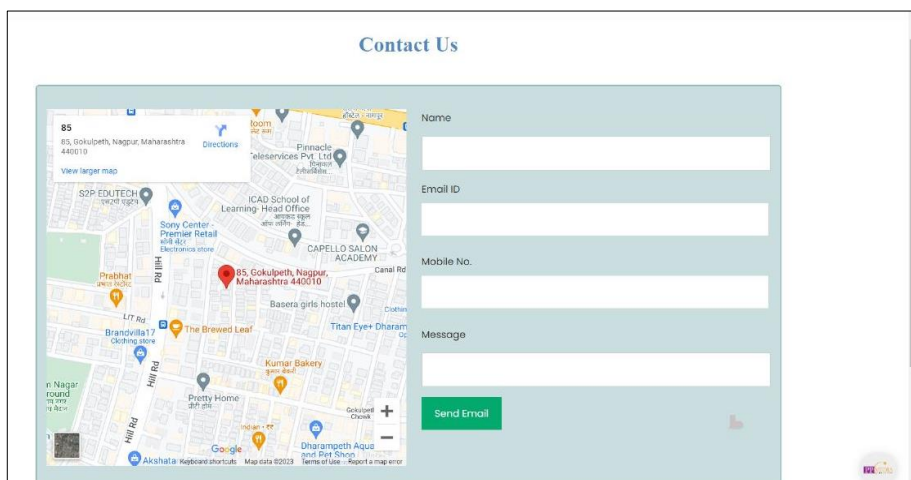 Contact Us
85
85, Gokulpeth, Nagpur, Maharashtra
440010
Directions
View larger map
Pinnacle
Teleservices Pvt. Ltd
S2P EDUTECH
ICAD School of
Learning- Head Office
Sony Center -
Premier Retail
सोनी सेंटर
Electronics store
CAPELLO SALON
ACADEMY
Hill Rd
Canal Rd
85, Gokulpeth, Nagpur,
Maharashtra 440010
Prabhat
Basera girls hostel
LIT Rd
Brandvilla17
Clothing store
The Brewed Leaf
Titan Eye+ Dharam
Kumar Bakery
Hill Rd
Pretty Home
प्रीटी होम
Gokulpeth
Chowk
Hill Rd
Indian
Google
Dharampeth Aqua
and Pet Shop
Akshata
Keyboard shortcuts
Map data ©2023
Terms of Use
Report a map error
Name
Email ID
Mobile No.
Message
Send Email